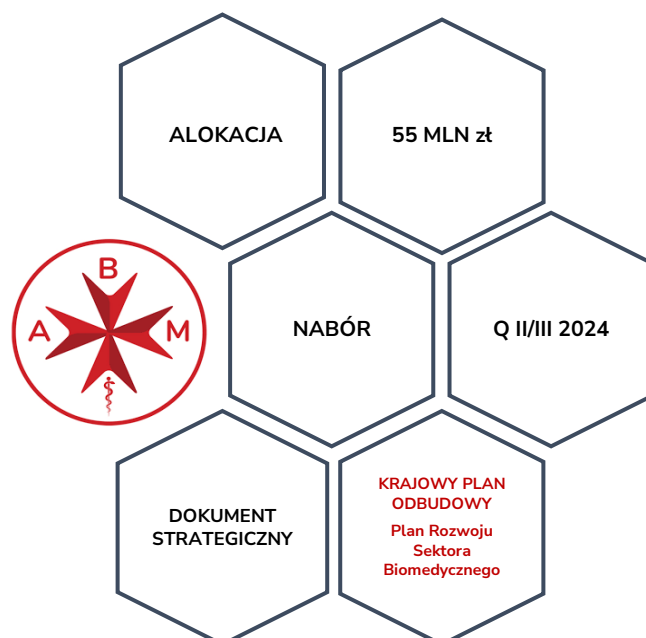 ALOKACJA
55 MLN zł
B
A
M
NABÓR
Q II/III 2024
DOKUMENT
STRATEGICZNY
KRAJOWY PLAN
ODBUDOWY
Plan Rozwoju
Sektora
Biomedycznego